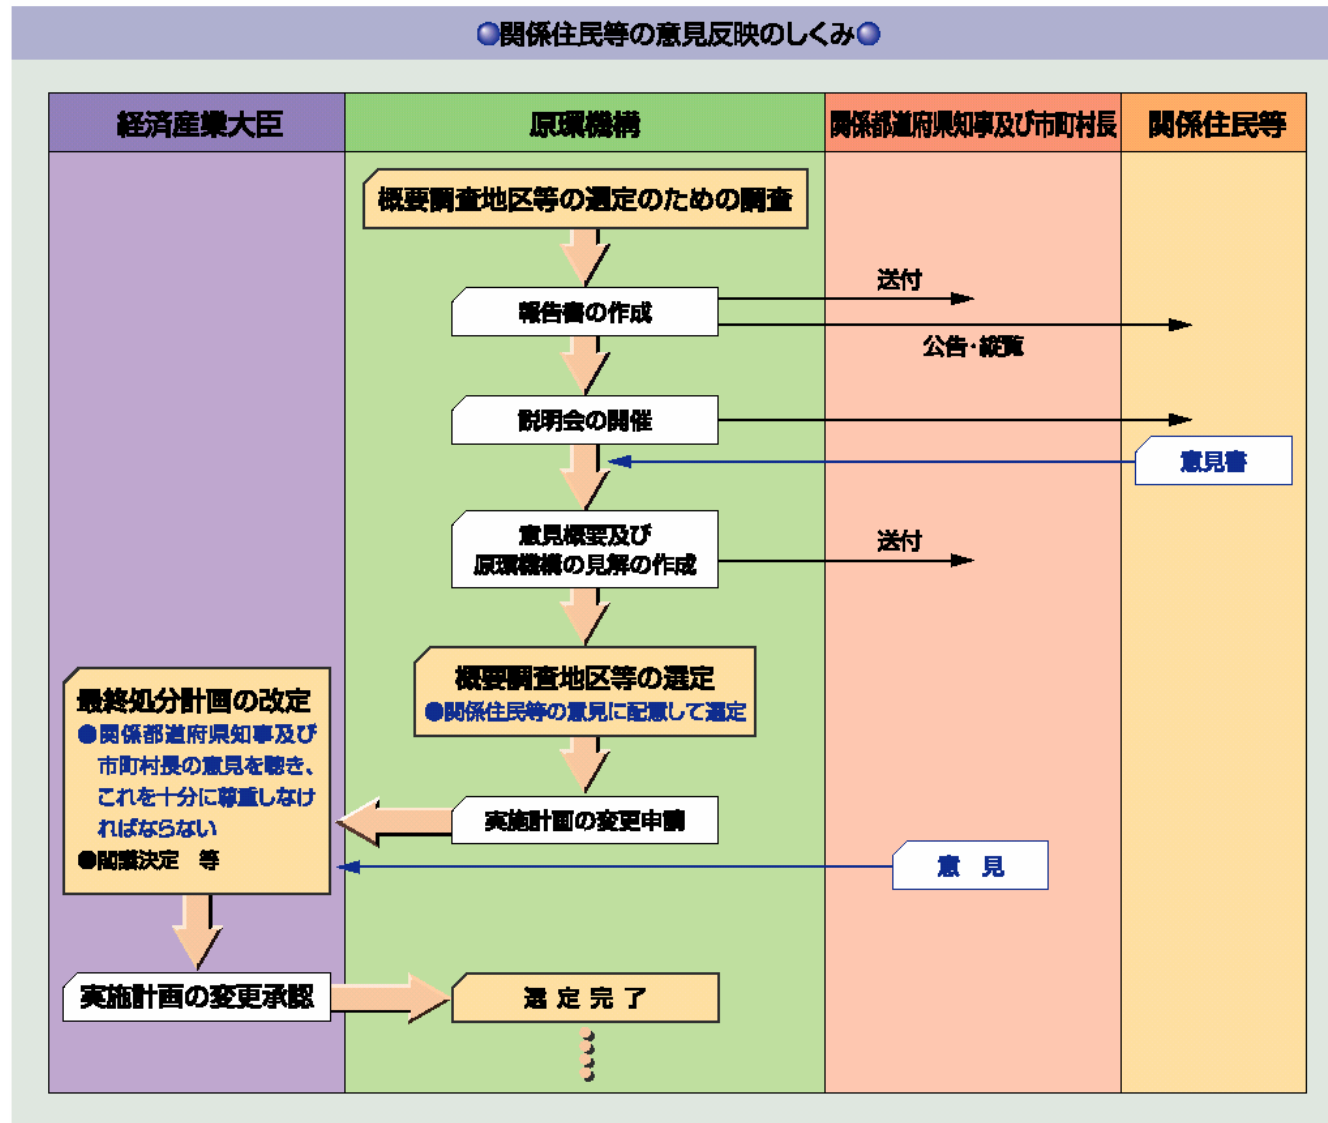 ●関係住民等の意見反映のしくみ●
経済産業大臣
原環機構
関係都道府県知事及び市町村長
関係住民等
概要調査地区等の選定のための調査
送付
報告書の作成
公告・縦覧
説明会の開催
意見書
意見概要及び
原環機構の見解の作成
送付
概要調査地区等の選定
●関係住民等の意見に配慮して選定
最終処分計画の改定
●関係都道府県知事及び
市町村長の意見を聴き、
これを十分に尊重しなけ
ればならない
●閣議決定 等
実施計画の変更申請
意 見
実施計画の変更承認
選定完了